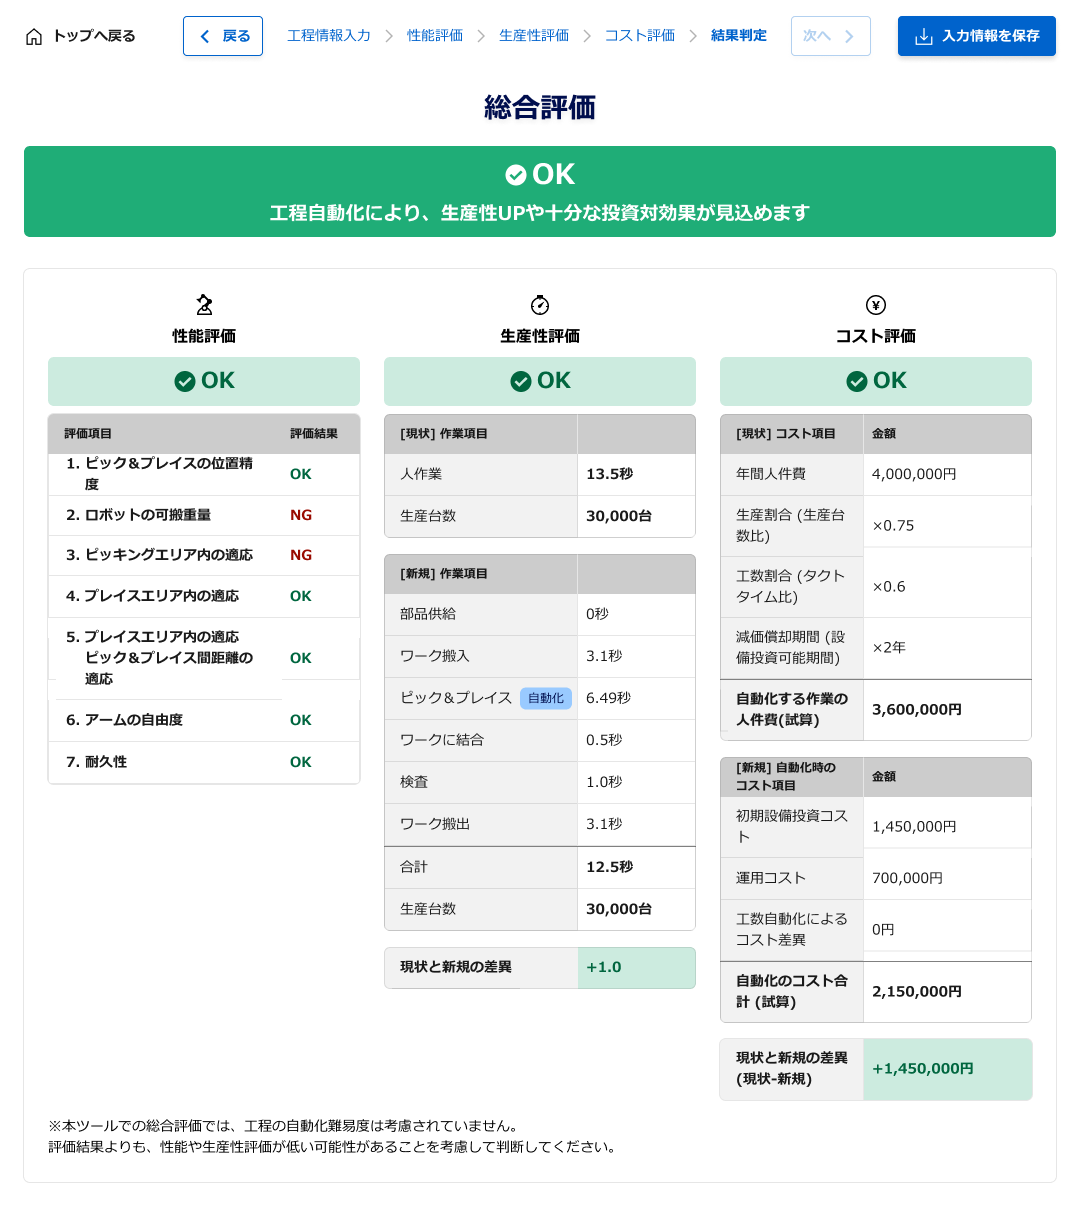 トップへ戻る
戻る
工程情報入力
性能評価
生産性評価
コスト評価
結果判定
次へ
入力情報を保存
総合評価
OK
工程自動化により、生産性UPや十分な投資対効果が見込めます
性能評価
OK
評価項目 評価結果
1. ピック&プレイスの位置精
度
OK
2. ロボットの可搬重量 NG
3. ピッキングエリア内の適応 NG
4. プレイスエリア内の適応 OK
5. プレイスエリア内の適応
ピック&プレイス間距離の
適応
OK
6. アームの自由度 OK
7. 耐久性 OK
生産性評価
OK
[現状] 作業項目
人作業 13.5秒
生産台数 30,000台
[新規] 作業項目
部品供給 0秒
ワーク搬入 3.1秒
ピック&プレイス 自動化 6.49秒
ワークに結合 0.5秒
検査 1.0秒
ワーク搬出 3.1秒
合計 12.5秒
生産台数 30,000台
現状と新規の差異 +1.0
コスト評価
OK
[現状] コスト項目 金額
年間人件費 4,000,000円
生産割合 (生産台
数比)
×0.75
工数割合 (タクト
タイム比)
×0.6
減価償却期間 (設
備投資可能期間)
×2年
自動化する作業の
人件費(試算)
3,600,000円
[新規] 自動化時の
コスト項目
金額
初期設備投資コス
ト
1,450,000円
運用コスト 700,000円
工数自動化による
コスト差異
0円
自動化のコスト合
計 (試算)
2,150,000円
現状と新規の差異
(現状-新規)
+1,450,000円
※本ツールでの総合評価では、工程の自動化難易度は考慮されていません。
評価結果よりも、性能や生産性評価が低い可能性があることを考慮して判断してください。